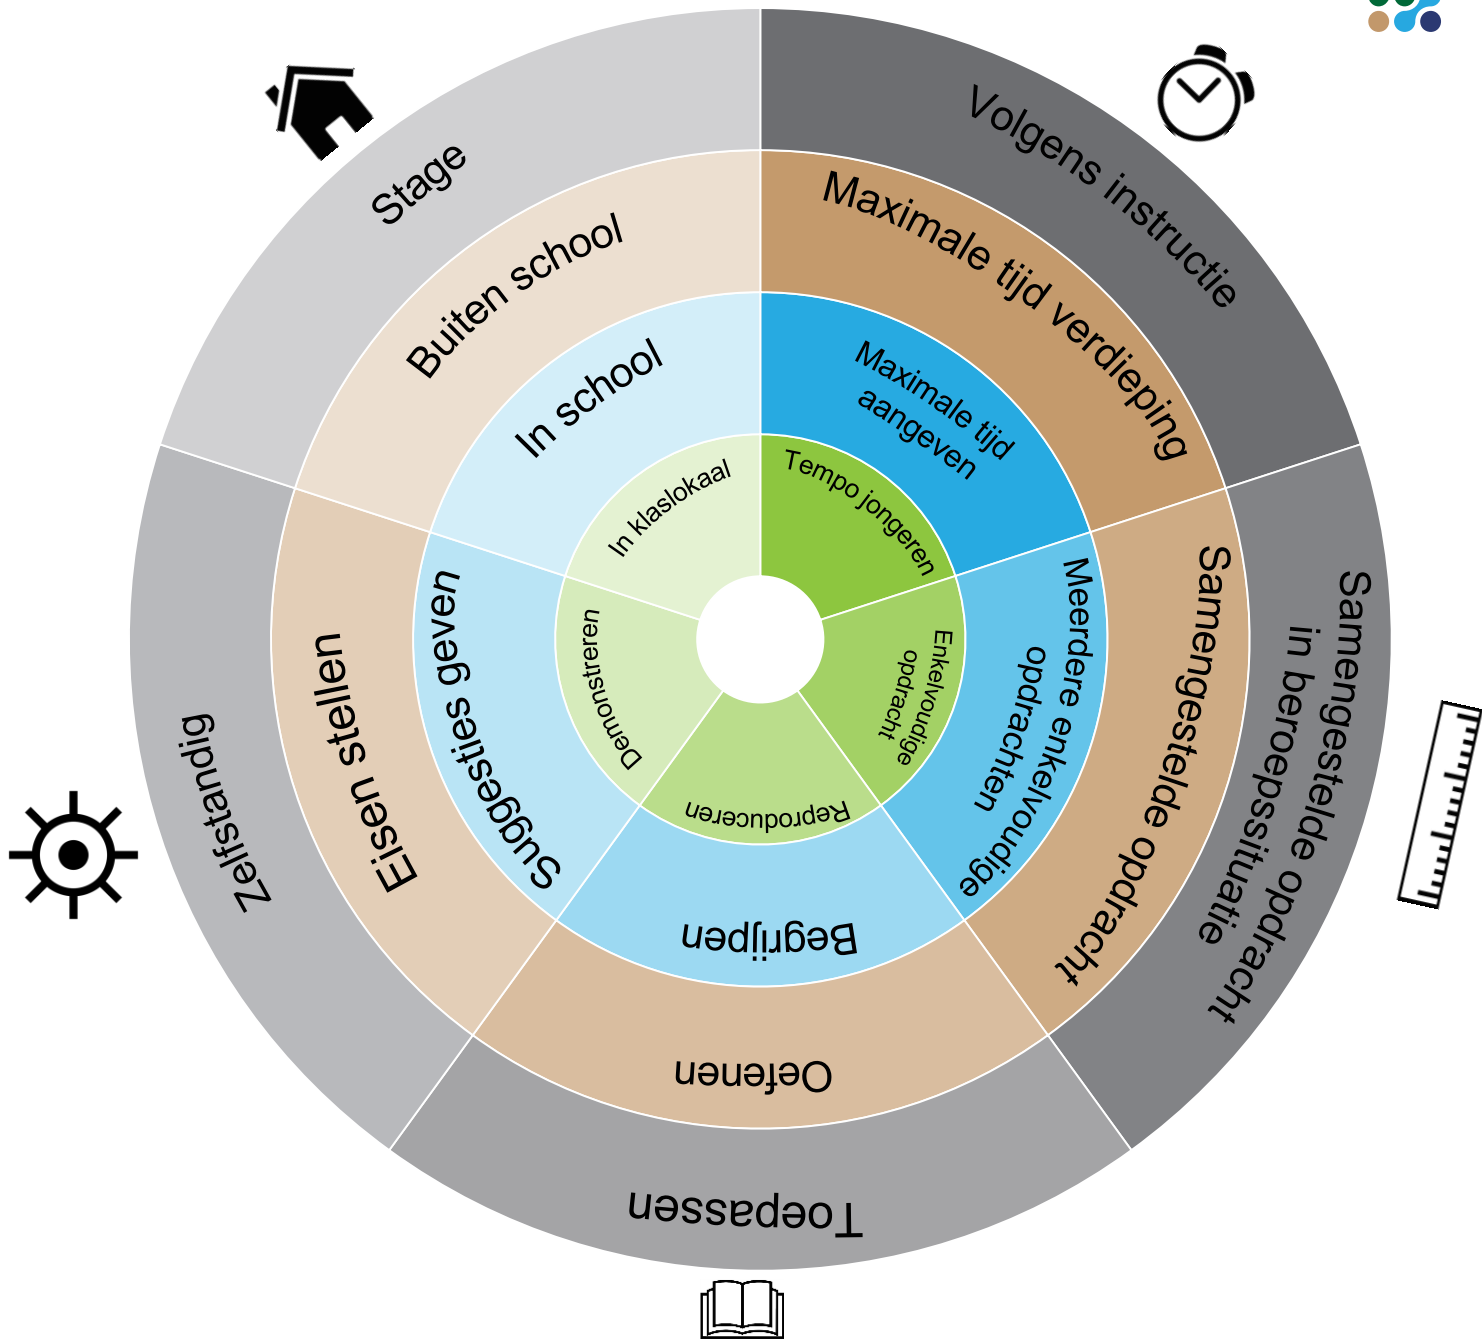 Volgens instructie
Maximale tijd verdieping
Maximale tijd
aangeven
Tempo jongeren
Samengestelde opdracht
in beroepssituatie
Samengestelde opdracht
Meerdere enkelvoudige
opdrachten
Enkelvoudige
opdracht
Toepassen
Oefenen
Begrijpen
Reproduceren
Zelfstandig
Eisen stellen
Suggesties geven
Demonstreren
Stage
Buiten school
In school
In klaslokaal